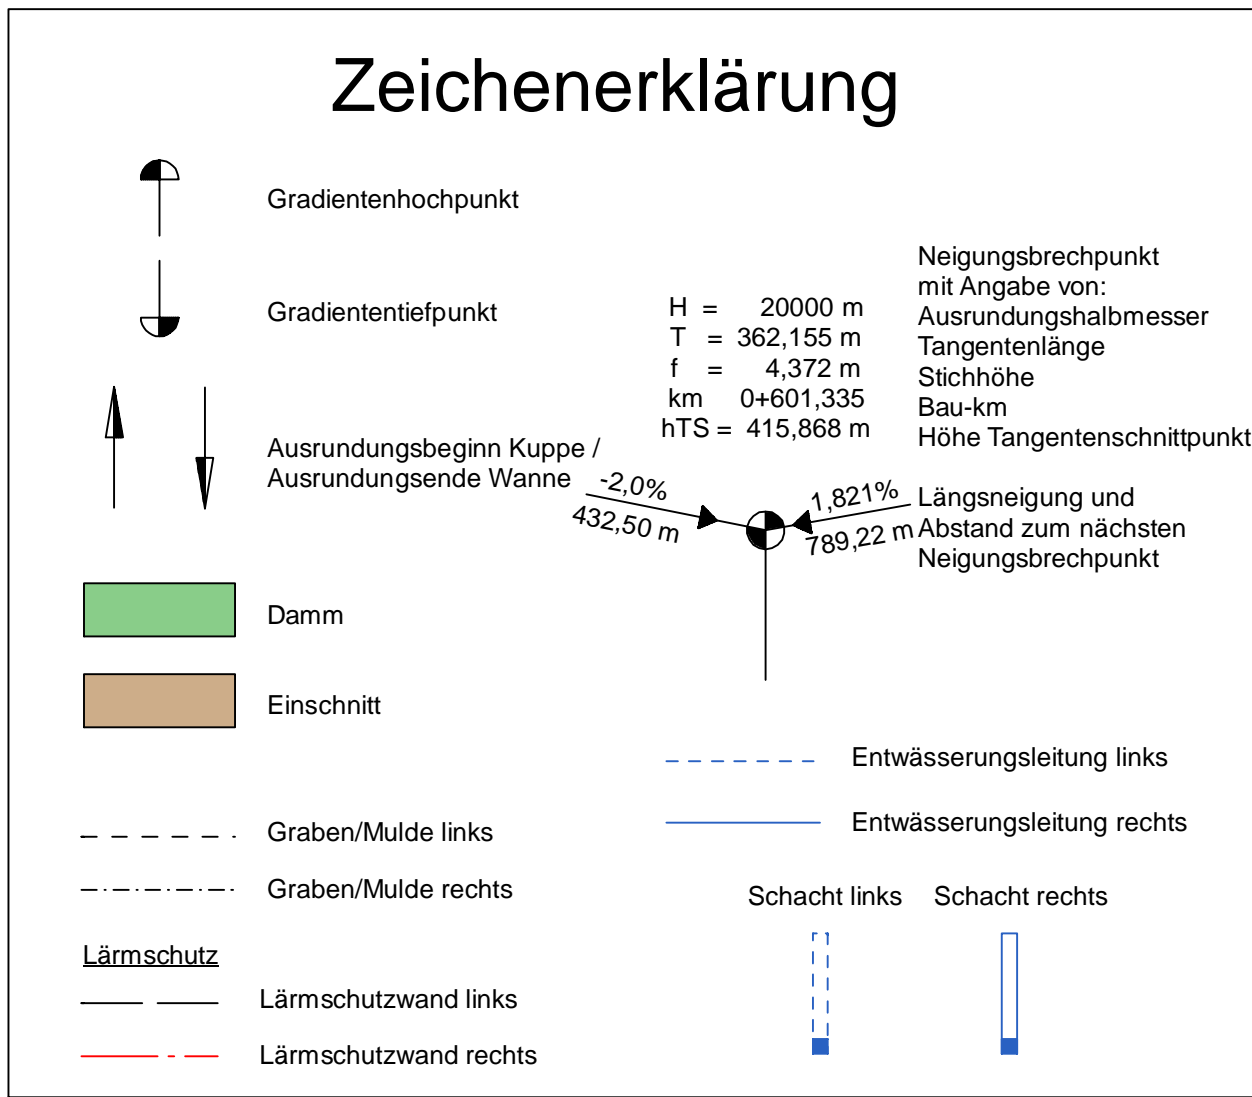 Zeichenerklärung
Gradientenhochpunkt
Gradiententiefpunkt
Ausrundungsbeginn Kuppe /
Ausrundungsende Wanne
Damm
Einschnitt
Graben/Mulde links
Graben/Mulde rechts
Lärmschutz
Lärmschutzwand links
Lärmschutzwand rechts
H = 20000 m
T = 362,155 m
f = 4,372 m
km 0+601,335
hTS = 415,868 m
Neigungsbrechpunkt
mit Angabe von:
Ausrundungshalbmesser
Tangentenlänge
Stichhöhe
Bau-km
Höhe Tangentenschnittpunkt
-2,0%
432,50 m
1,821%
789,22 m
Längsneigung und
Abstand zum nächsten
Neigungsbrechpunkt
Entwässerungsleitung links
Entwässerungsleitung rechts
Schacht links
Schacht rechts